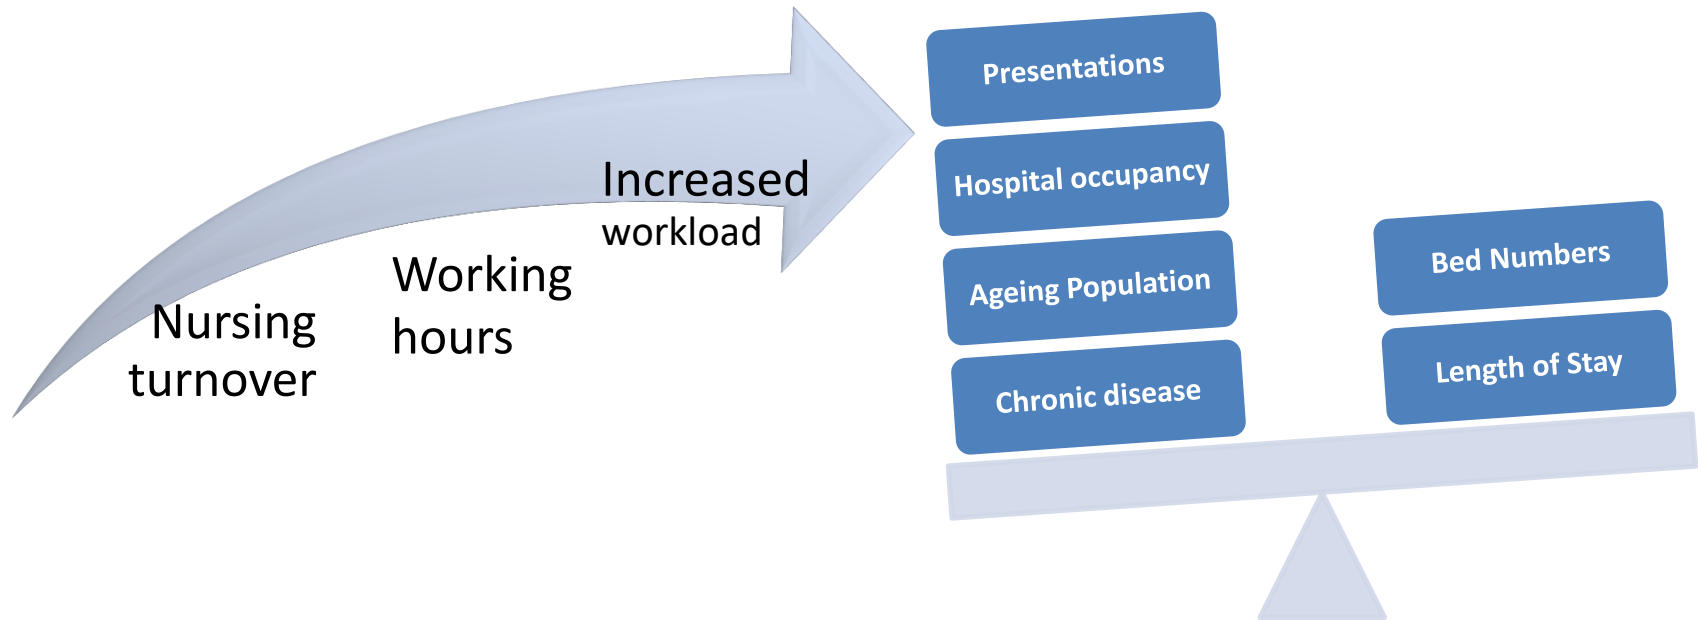 Nursing
turnover
Working
hours
Increased
workload
Presentations
Hospital occupancy
Ageing Population
Chronic disease
Bed Numbers
Length of Stay